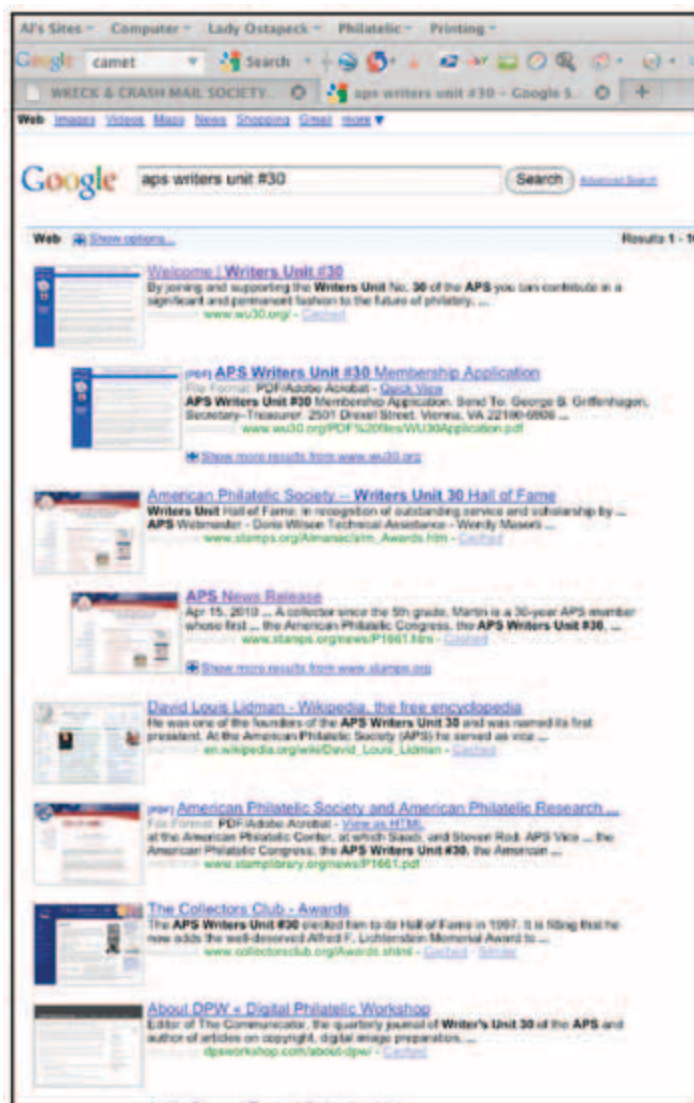 Al's Sites Computer Lady Ostapeck Philatelic Printing
Google camet Search
WRECK & CRASH MAIL SOCIETY... aps writers unit #30 - Google S...
Web Images Videos Maps News Shopping Gmail more ▼
Google aps writers unit #30 Search Advanced Search
Web Show options... Results 1 - 10
Welcome | Writers Unit #30
By joining and supporting the Writers Unit No. 30 of the APS you can contribute in a
significant and permanent fashion to the future of philately. ...
www.wu30.org/ - Cached
[PDF] APS Writers Unit #30 Membership Application
File Format: PDF/Adobe Acrobat - Quick View
APS Writers Unit #30 Membership Application. Send To: George B. Griffenhagen,
Secretary-Treasurer. 2501 Drexel Street. Vienna, VA 22180-6906 ...
www.wu30.org/PDF%20files/WU30Application.pdf
Show more results from www.wu30.org
American Philatelic Society -- Writers Unit 30 Hall of Fame
Writers Unit Hall of Fame. In recognition of outstanding service and scholarship by ...
APS Webmaster - Doris Wilson Technical Assistance - Wendy Masorti ...
www.stamps.org/Almanac/alm_Awards.htm - Cached
APS News Release
Apr 15, 2010 ... A collector since the 5th grade, Martin is a 30-year APS member
whose first ... the American Philatelic Congress, the APS Writers Unit #30, ...
www.stamps.org/news/P1661.htm - Cached
Show more results from www.stamps.org
David Louis Lidman - Wikipedia, the free encyclopedia
He was one of the founders of the APS Writers Unit 30 and was named its first
president. At the American Philatelic Society (APS) he served as vice ...
en.wikipedia.org/wiki/David_Louis_Lidman - Cached
[PDF] American Philatelic Society and American Philatelic Research ...
File Format: PDF/Adobe Acrobat - View as HTML
at the American Philatelic Center, at which Saadi, and Steven Rod, APS Vice ... the
American Philatelic Congress, the APS Writers Unit #30, the American ...
www.stamplibrary.org/news/P1661.pdf
The Collectors Club - Awards
The APS Writers Unit #30 elected him to its Hall of Fame in 1997. It is fitting that he
now adds the well-deserved Alfred F. Lichtenstein Memorial Award to ...
www.collectorsclub.org/Awards.shtml - Cached - Similar
About DPW « Digital Philatelic Workshop
Editor of The Communicator, the quarterly journal of Writer's Unit 30 of the APS and
author of articles on copyright, digital image preparation, ...
dpsworkshop.com/about-dpw/ - Cached